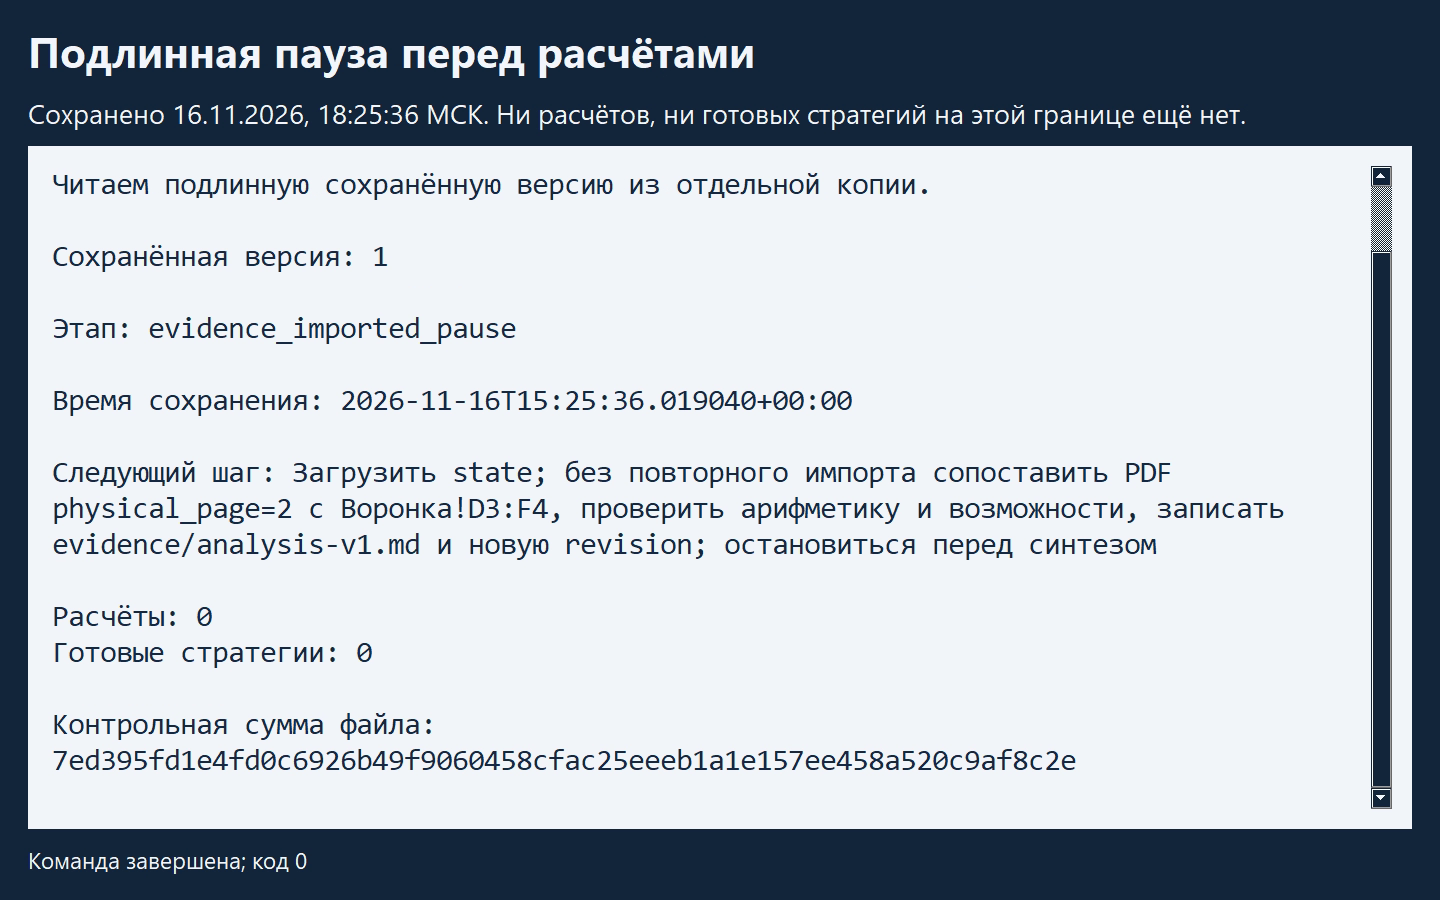 Подлинная пауза перед расчётами
Сохранено 16.11.2026, 18:25:36 МСК. Ни расчётов, ни готовых стратегий на этой границе ещё нет.
Читаем подлинную сохранённую версию из отдельной копии.
Сохранённая версия: 1
Этап: evidence_imported_pause
Время сохранения: 2026-11-16T15:25:36.019040+00:00
Следующий шаг: Загрузить state; без повторного импорта сопоставить PDF
physical_page=2 с Воронка!D3:F4, проверить арифметику и возможности, записать
evidence/analysis-v1.md и новую revision; остановиться перед синтезом
Расчёты: 0
Готовые стратегии: 0
Контрольная сумма файла:
7ed395fd1e4fd0c6926b49f9060458cfac25eeeb1a1e157ee458a520c9af8c2e
Команда завершена; код 0